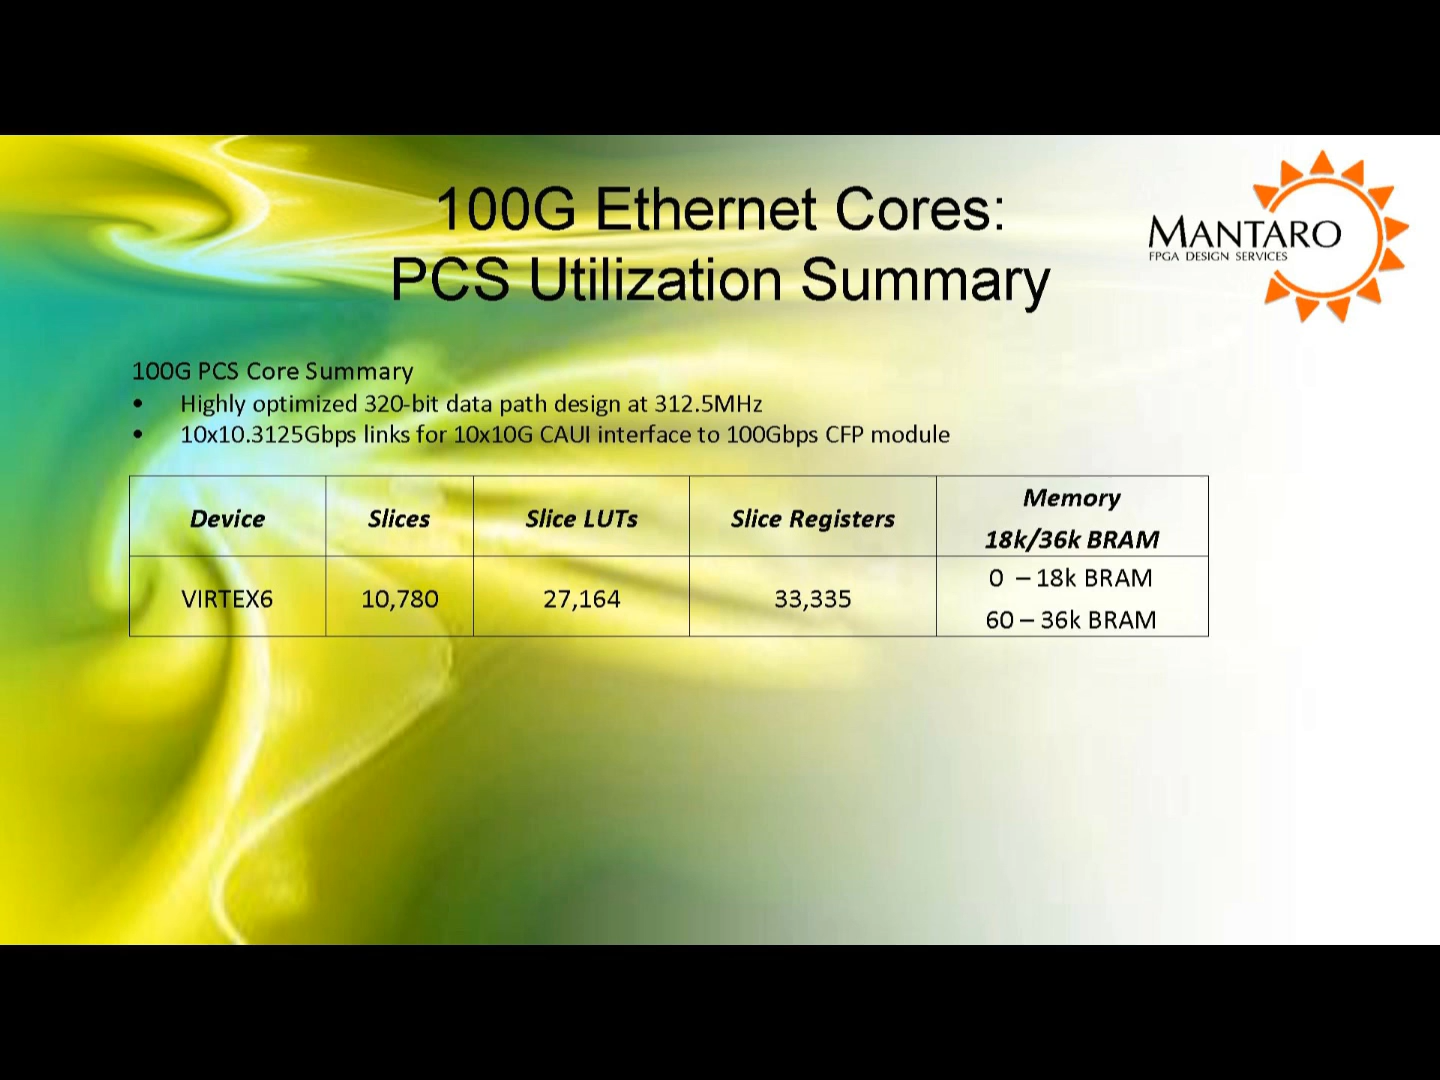 100G Ethernet Cores:
PCS Utilization Summary
MANTARO
FPGA DESIGN SERVICES
100G PCS Core Summary
• Highly optimized 320-bit data path design at 312.5MHz
• 10x10.3125Gbps links for 10x10G CAUI interface to 100Gbps CFP module
Device Slices Slice LUTs Slice Registers Memory
18k/36k BRAM
VIRTEX6 10,780 27,164 33,335 0 – 18k BRAM
60 – 36k BRAM